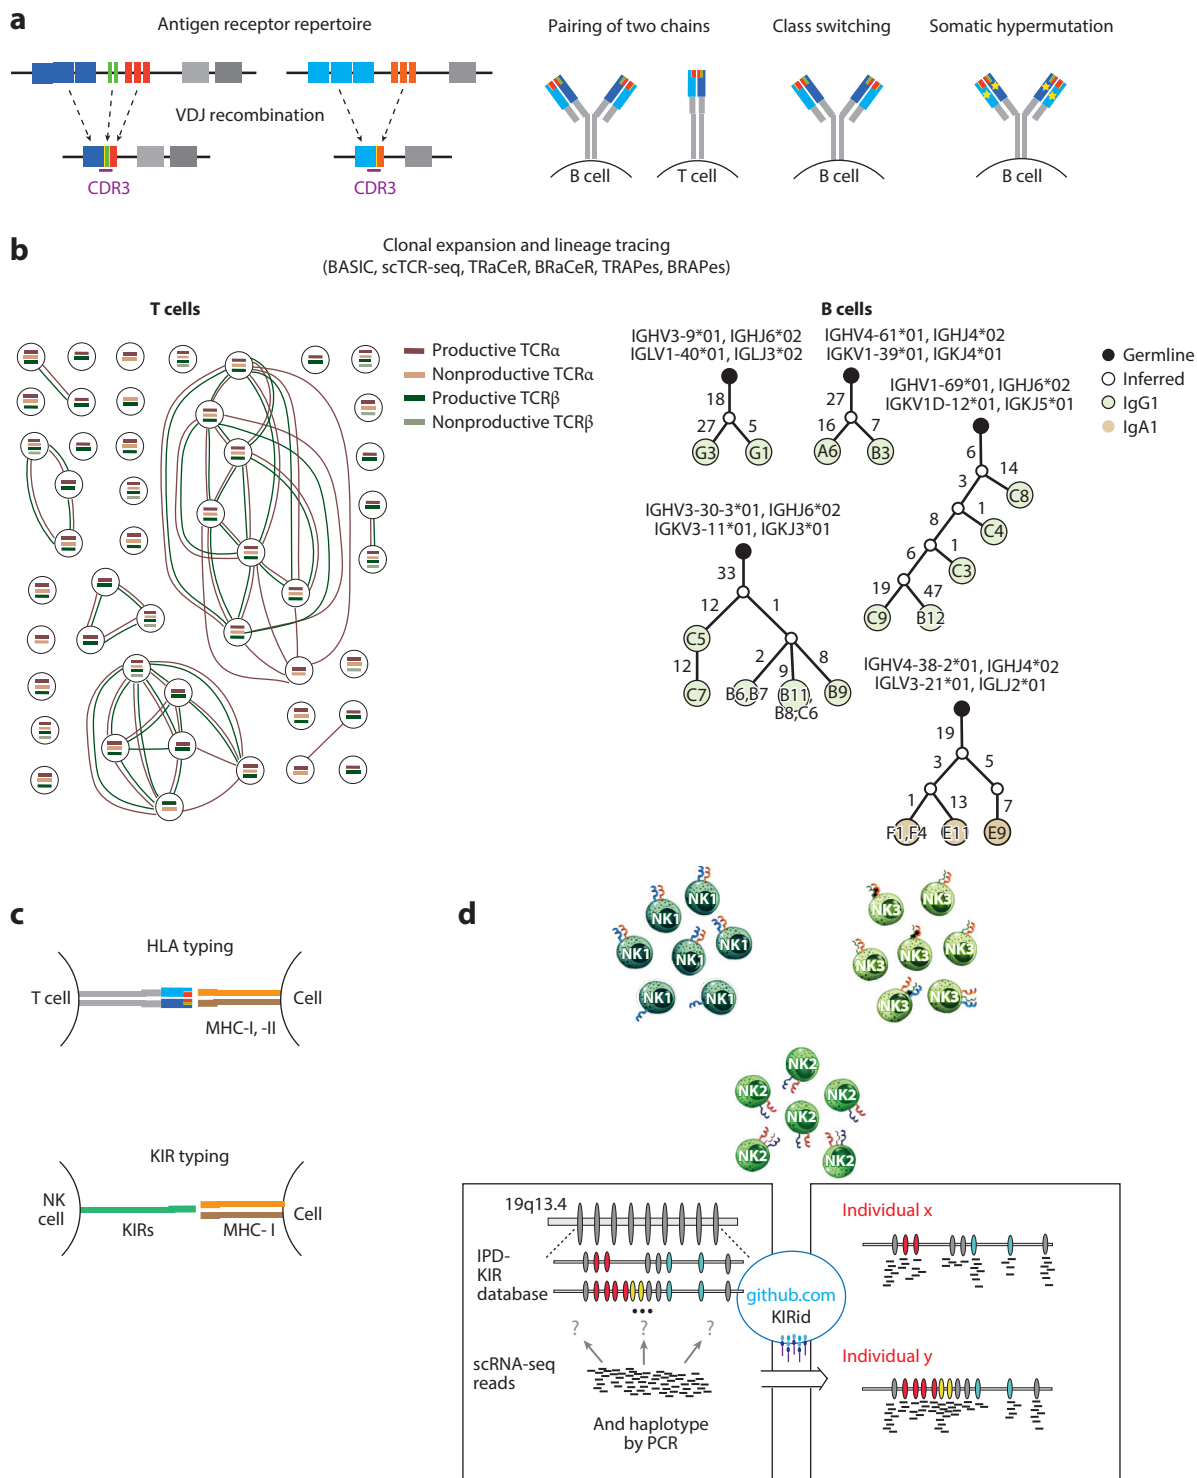 a
Antigen receptor repertoire
Pairing of two chains
Class switching
Somatic hypermutation
VDJ recombination
CDR3
CDR3
B cell
T cell
B cell
B cell
b
Clonal expansion and lineage tracing
(BASIC, scTCR-seq, TRaCeR, BRaCeR, TRAPes, BRAPes)
T cells
Productive TCRα
Nonproductive TCRα
Productive TCRβ
Nonproductive TCRβ
B cells
Germline
Inferred
IgG1
IgA1
IGHV3-9*01, IGHJ6*02
IGLV1-40*01, IGLJ3*02
18
27
5
G3
G1
IGHV4-61*01, IGHJ4*02
IGKV1-39*01, IGKJ4*01
27
16
7
A6
B3
IGHV1-69*01, IGHJ6*02
IGKV1D-12*01, IGKJ5*01
6
3
14
C8
8
1
C4
6
1
C3
19
47
C9
B12
IGHV3-30-3*01, IGHJ6*02
IGKV3-11*01, IGKJ3*01
33
12
1
C5
12
2
9
8
C7
B6,B7
B11,
B8,C6
B9
IGHV4-38-2*01, IGHJ4*02
IGLV3-21*01, IGLJ2*01
19
3
5
1
13
7
F1,F4
E11
E9
c
HLA typing
T cell
Cell
MHC-I, -II
KIR typing
NK
cell
KIRs
MHC- I
Cell
d
NK1
NK1
NK1
NK1
NK1
NK1
NK1
NK3
NK3
NK3
NK3
NK3
NK3
NK3
NK2
NK2
NK2
NK2
NK2
NK2
19q13.4
IPD-
KIR
database
•••
? ? ?
scRNA-seq
reads
And haplotype
by PCR
github.com
KIRid
Individual x
Individual y